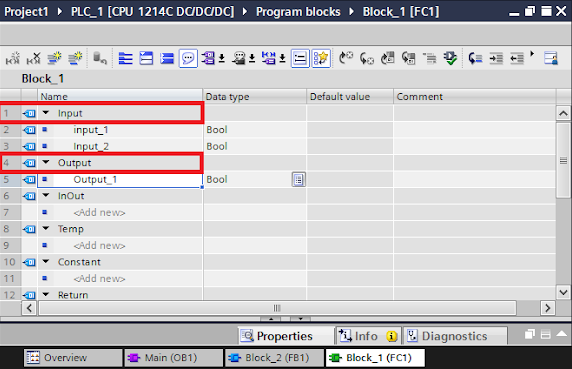 Project1 ▸ PLC_1 [CPU 1214C DC/DC/DC] ▸ Program blocks ▸ Block_1 [FC1]
Block_1
Name Data type Default value Comment
1 Input
2 input_1 Bool
3 Input_2 Bool
4 Output
5 Output_1 Bool
6 InOut
7 <Add new>
8 Temp
9 <Add new>
10 Constant
11 <Add new>
12 Return
Properties Info Diagnostics
Overview Main (OB1) Block_2 (FB1) Block_1 (FC1)